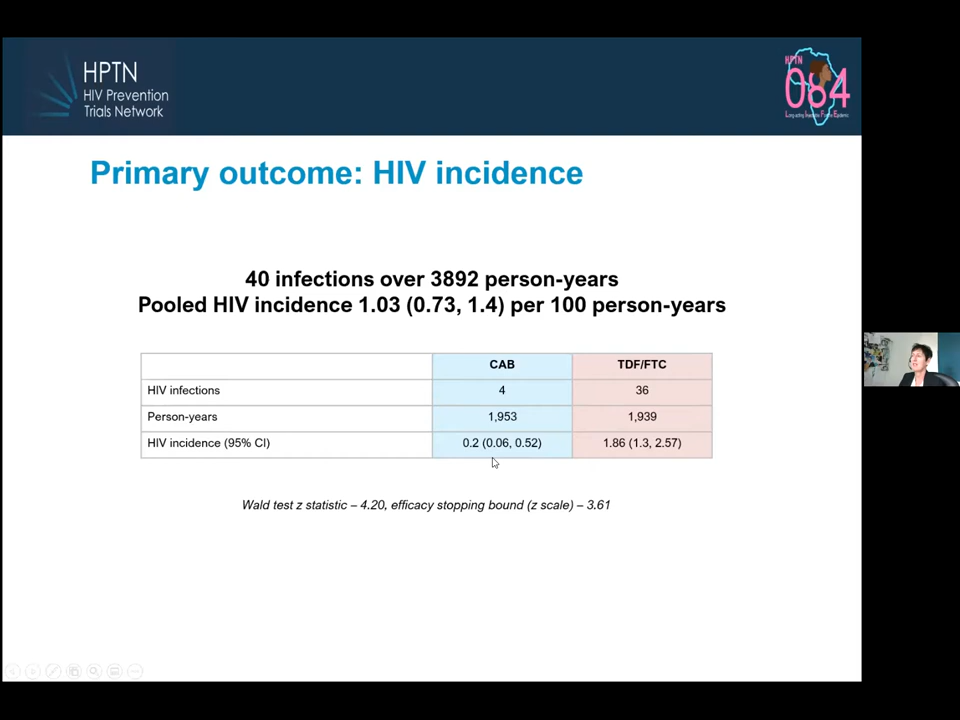 HPTN
HIV Prevention
Trials Network
HPTN
084
Primary outcome: HIV incidence
40 infections over 3892 person-years
Pooled HIV incidence 1.03 (0.73, 1.4) per 100 person-years
CAB TDF/FTC
HIV infections 4 36
Person-years 1,953 1,939
HIV incidence (95% CI) 0.2 (0.06, 0.52) 1.86 (1.3, 2.57)
Wald test z statistic – 4.20, efficacy stopping bound (z scale) – 3.61